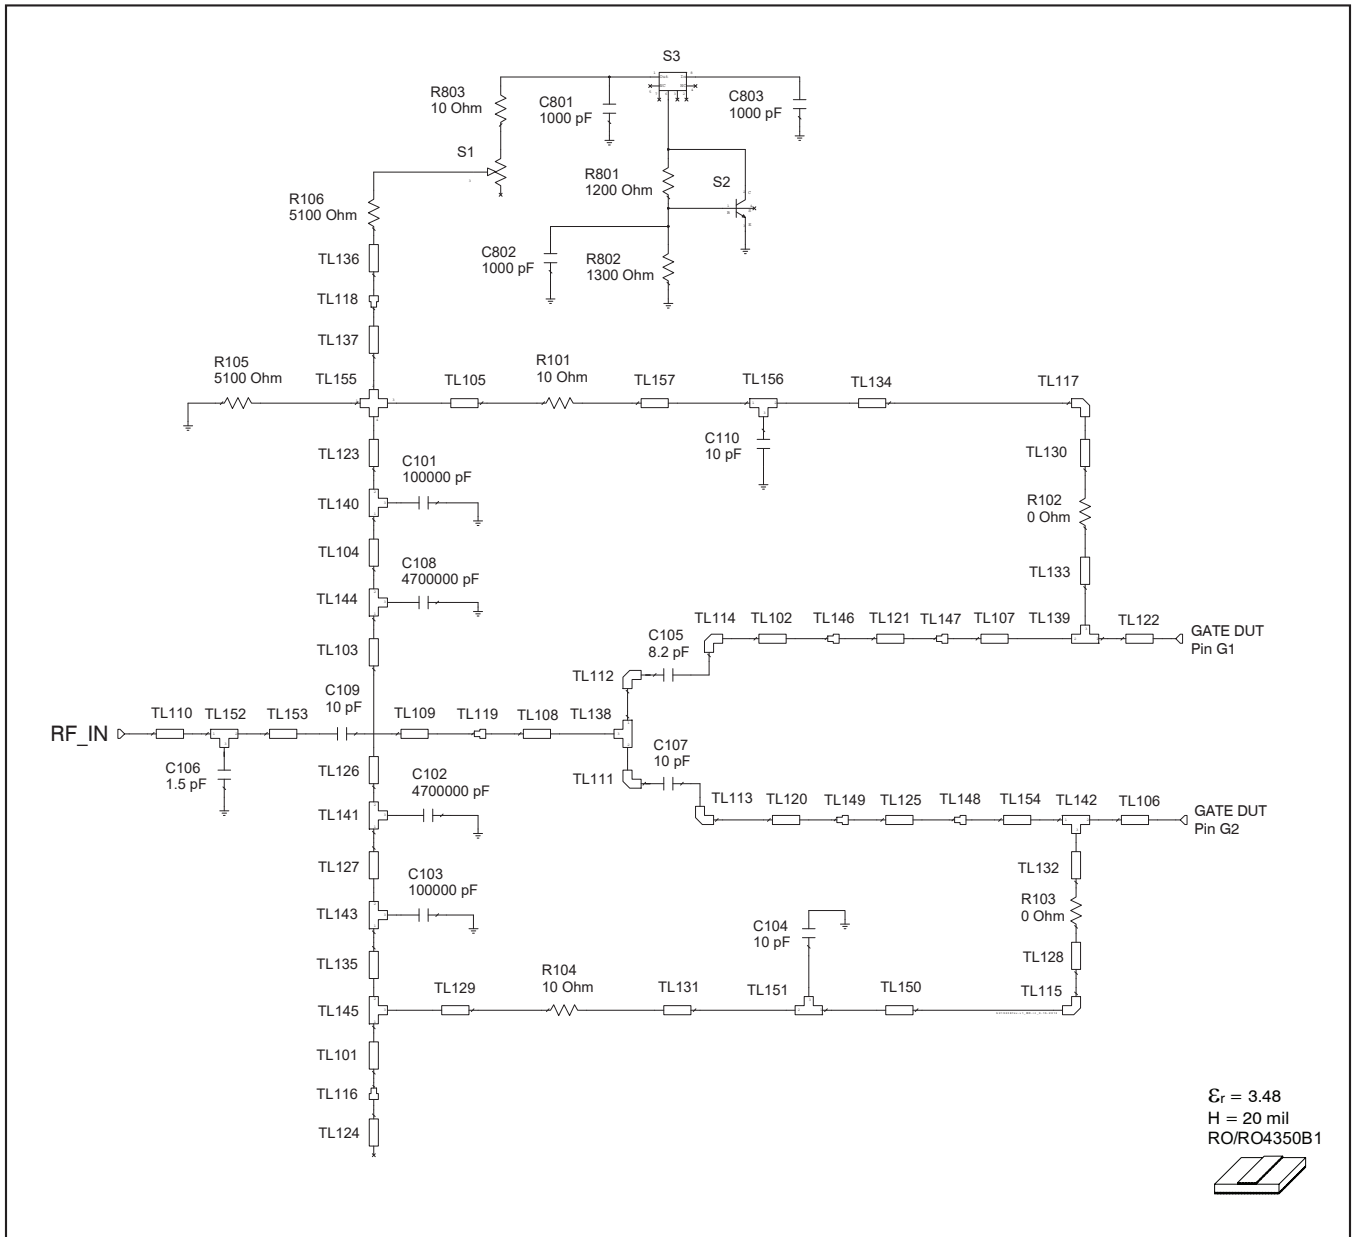 S3
R803
10 Ohm
C801
1000 pF
C803
1000 pF
S1
R801
1200 Ohm
S2
R106
5100 Ohm
C802
1000 pF
R802
1300 Ohm
TL136
TL118
TL137
R105
5100 Ohm
TL155
TL105
R101
10 Ohm
TL157
TL156
TL134
TL117
C110
10 pF
TL123
C101
100000 pF
TL130
TL140
R102
0 Ohm
TL104
C108
4700000 pF
TL133
TL144
TL103
C105
8.2 pF
TL114
TL102
TL146
TL121
TL147
TL107
TL139
TL122
GATE DUT
Pin G1
TL112
C109
10 pF
RF_IN
TL110
TL152
TL153
TL109
TL119
TL108
TL138
C106
1.5 pF
TL126
C102
4700000 pF
TL111
C107
10 pF
TL141
TL113
TL120
TL149
TL125
TL148
TL154
TL142
TL106
GATE DUT
Pin G2
TL127
C103
100000 pF
TL132
TL143
R103
0 Ohm
C104
10 pF
TL135
TL128
TL145
TL129
R104
10 Ohm
TL131
TL151
TL150
TL115
TL101
TL116
TL124
εr = 3.48
H = 20 mil
RO/RO4350B1